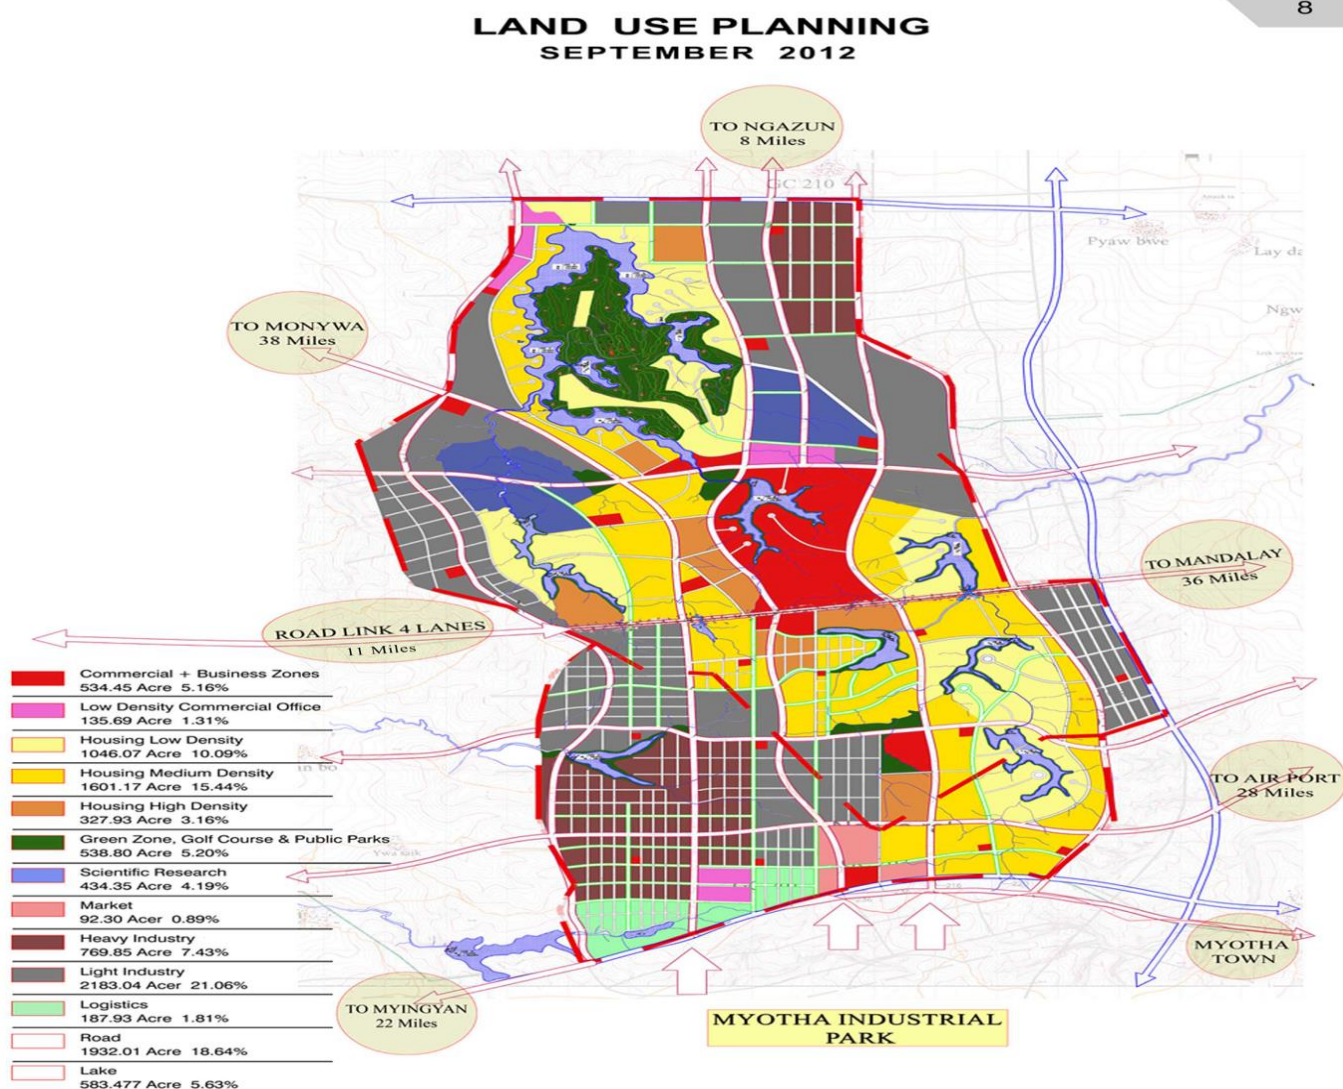 8
LAND USE PLANNING
SEPTEMBER 2012
TO NGAZUN
8 Miles
GC 210
Pyaw bwe
Lay da
Ngw
TO MONYWA
38 Miles
TO MANDALAY
36 Miles
ROAD LINK 4 LANES
11 Miles
Commercial + Business Zones
534.45 Acre 5.16%
Low Density Commercial Office
135.69 Acre 1.31%
Housing Low Density
1046.07 Acre 10.09%
Housing Medium Density
1601.17 Acre 15.44%
Housing High Density
327.93 Acre 3.16%
Green Zone, Golf Course & Public Parks
538.80 Acre 5.20%
Scientific Research
434.35 Acre 4.19%
Market
92.30 Acer 0.89%
Heavy Industry
769.85 Acre 7.43%
Light Industry
2183.04 Acer 21.06%
Logistics
187.93 Acre 1.81%
Road
1932.01 Acre 18.64%
Lake
583.477 Acre 5.63%
TO AIR PORT
28 Miles
MYOTHA
TOWN
TO MYINGYAN
22 Miles
MYOTHA INDUSTRIAL
PARK